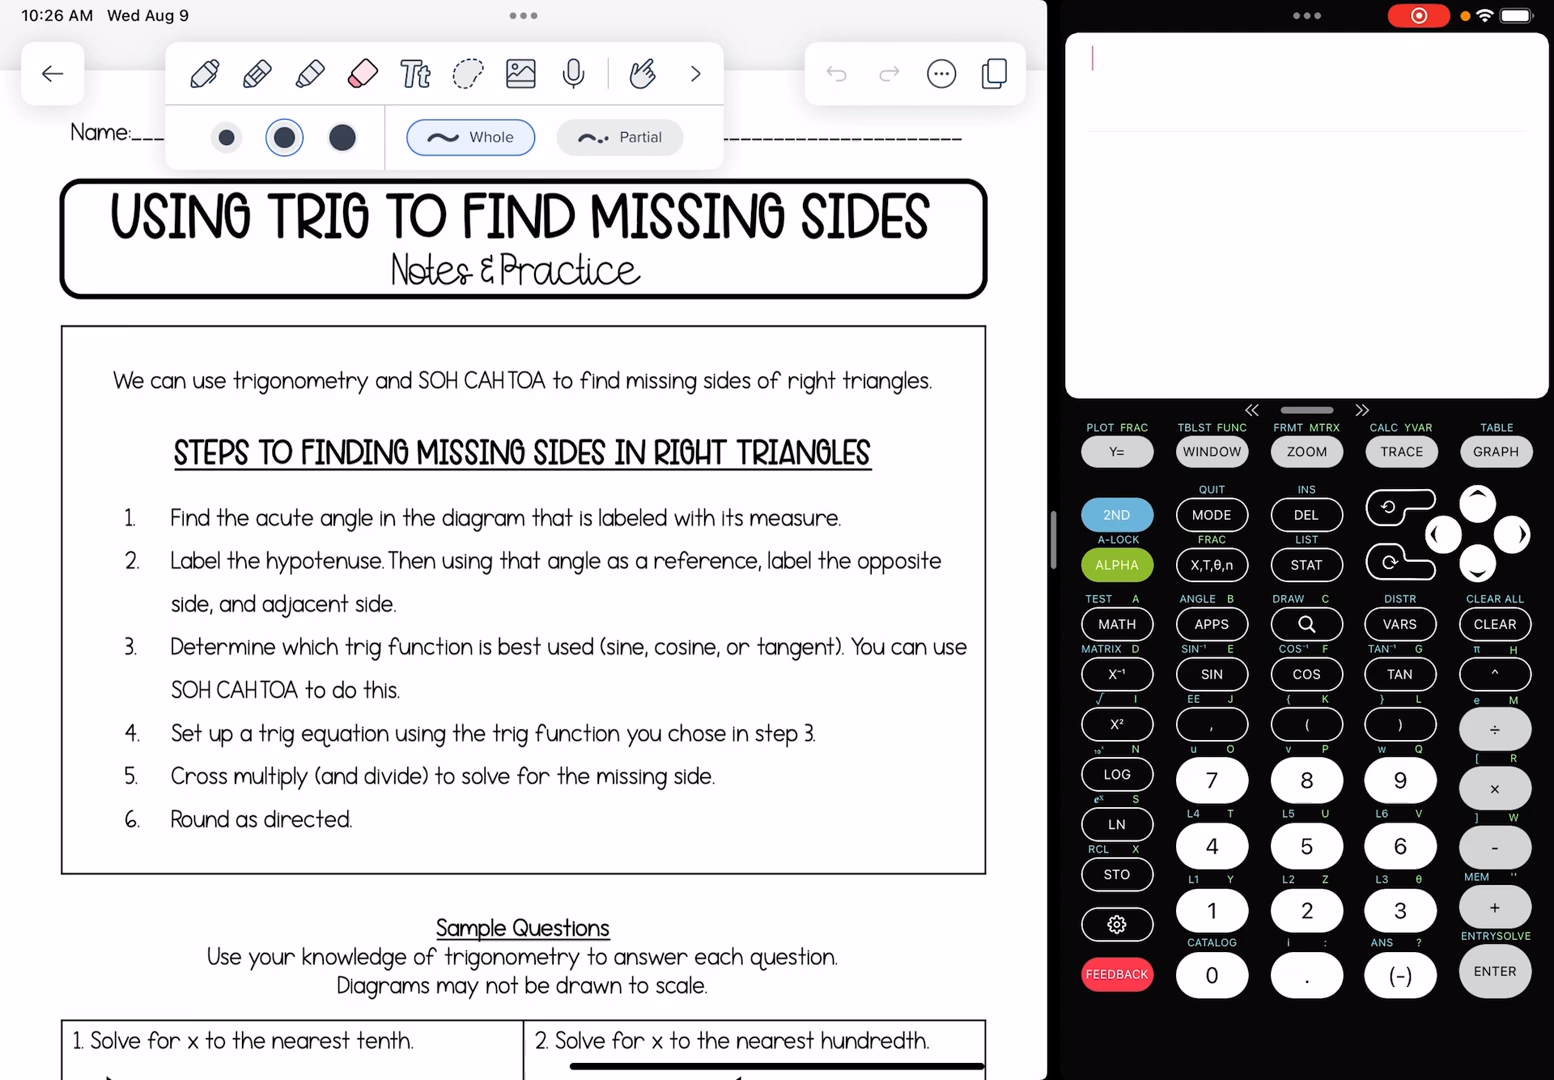 10:26 AM Wed Aug 9
Tt
Whole
Partial
Name:___
USING TRIG TO FIND MISSING SIDES
Notes & Practice
We can use trigonometry and SOH CAH TOA to find missing sides of right triangles.
STEPS TO FINDING MISSING SIDES IN RIGHT TRIANGLES
1. Find the acute angle in the diagram that is labeled with its measure.
2. Label the hypotenuse. Then using that angle as a reference, label the opposite
side, and adjacent side.
3. Determine which trig function is best used (sine, cosine, or tangent). You can use
SOH CAH TOA to do this.
4. Set up a trig equation using the trig function you chose in step 3.
5. Cross multiply (and divide) to solve for the missing side.
6. Round as directed.
Sample Questions
Use your knowledge of trigonometry to answer each question.
Diagrams may not be drawn to scale.
1. Solve for x to the nearest tenth.
2. Solve for x to the nearest hundredth.
PLOT FRAC TBLST FUNC FRMT MTRX CALC YVAR TABLE
Y= WINDOW ZOOM TRACE GRAPH
QUIT INS
2ND MODE DEL
A-LOCK FRAC LIST
ALPHA X,T,θ,n STAT
TEST A ANGLE B DRAW C DISTR CLEAR ALL
MATH APPS VARS CLEAR
MATRIX D SIN⁻¹ E COS⁻¹ F TAN⁻¹ G π H
X⁻¹ SIN COS TAN ^
√ I EE J { K } L e M
X² , ( ) ÷
10ˣ N u O v P w Q [ R
LOG 7 8 9 ×
eˣ S L4 T L5 U L6 V ] W
LN 4 5 6 -
RCL X L1 Y L2 Z L3 θ MEM "
STO 1 2 3 +
CATALOG i : ANS ? ENTRY SOLVE
FEEDBACK 0 . (-) ENTER